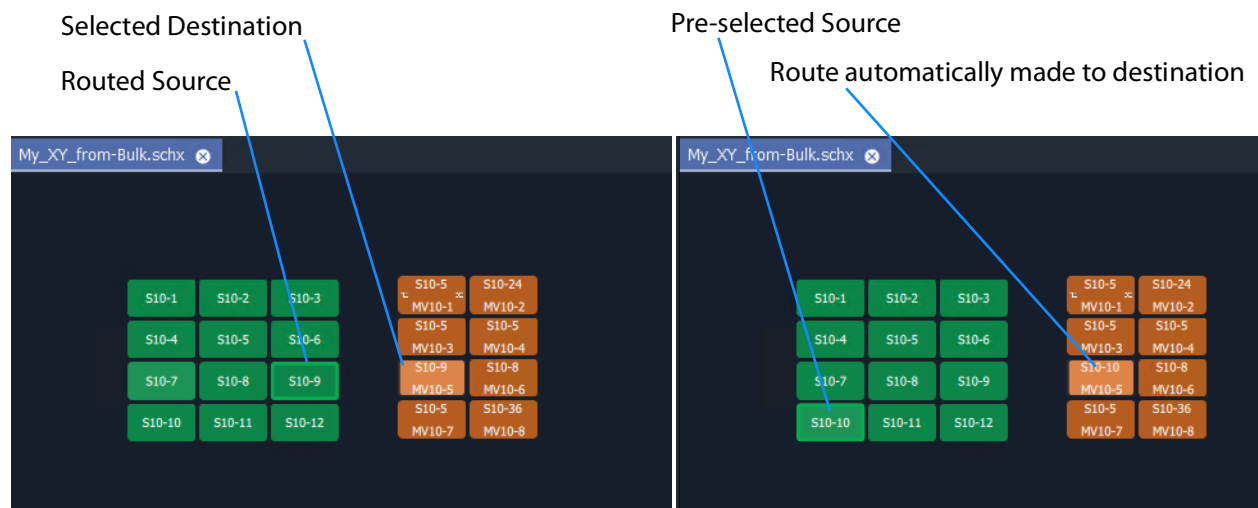 Selected Destination
Pre-selected Source
Routed Source
Route automatically made to destination
My_XY_from-Bulk.schx
S10-1 S10-2 S10-3
S10-4 S10-5 S10-6
S10-7 S10-8 S10-9
S10-10 S10-11 S10-12
S10-5 S10-24
MV10-1 MV10-2
S10-5 S10-5
MV10-3 MV10-4
S10-9 S10-8
MV10-5 MV10-6
S10-5 S10-36
MV10-7 MV10-8
My_XY_from-Bulk.schx
S10-1 S10-2 S10-3
S10-4 S10-5 S10-6
S10-7 S10-8 S10-9
S10-10 S10-11 S10-12
S10-5 S10-24
MV10-1 MV10-2
S10-5 S10-5
MV10-3 MV10-4
S10-10 S10-8
MV10-5 MV10-6
S10-5 S10-36
MV10-7 MV10-8